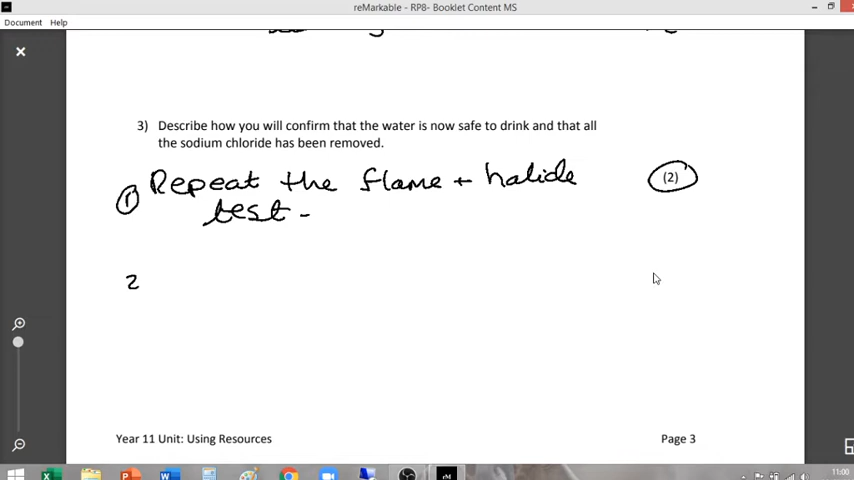 reMarkable - RP8- Booklet Content MS
Document Help
3) Describe how you will confirm that the water is now safe to drink and that all
the sodium chloride has been removed.
(2)
① Repeat the flame + halide
test -
2
Year 11 Unit: Using Resources
Page 3
11:00